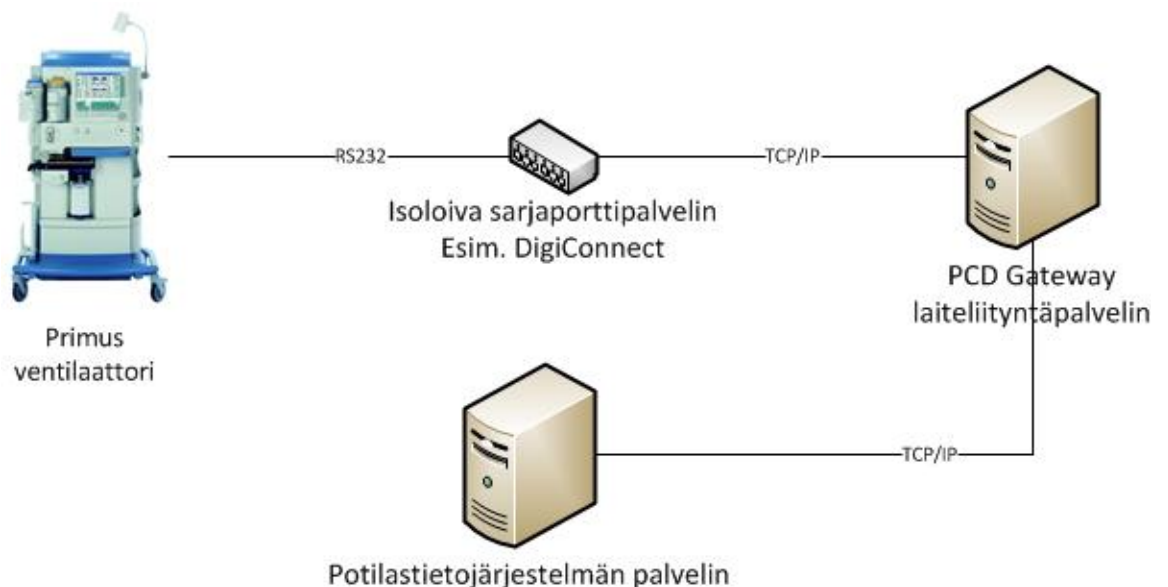 RS232
TCP/IP
Isoloiva sarjaporttipalvelin
Esim. DigiConnect
PCD Gateway
laiteliityntäpalvelin
Primus
ventilaattori
TCP/IP
Potilastietojärjestelmän palvelin